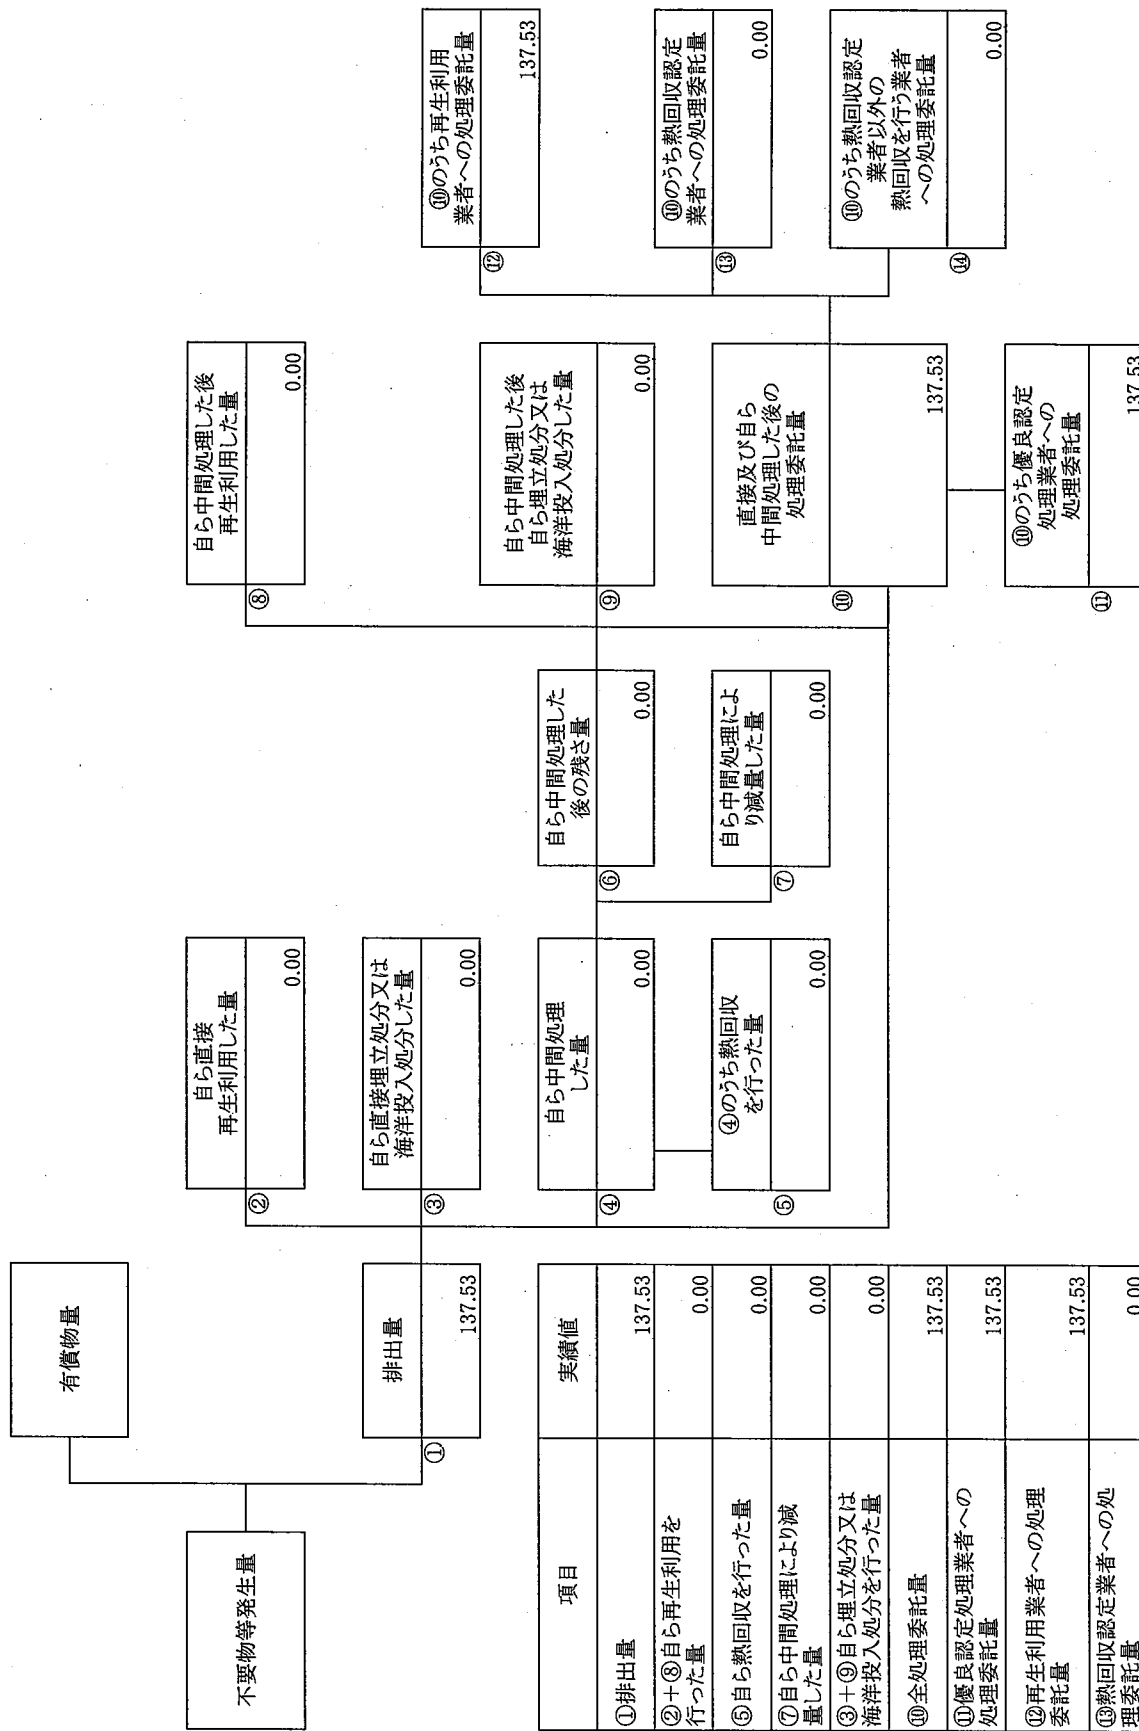 不要物等発生量
有償物量
排出量
①
137.53
自ら直接
再生利用した量
②
0.00
自ら直接埋立処分又は
海洋投入処分した量
③
0.00
自ら中間処理
した量
④
0.00
④のうち熱回収
を行った量
⑤
0.00
自ら中間処理した
後の残さ量
⑥
0.00
自ら中間処理によ
り減量した量
⑦
0.00
自ら中間処理した後
再生利用した量
⑧
0.00
自ら中間処理した後
自ら埋立処分又は
海洋投入処分した量
⑨
0.00
直接及び自ら
中間処理した後の
処理委託量
⑩
137.53
⑩のうち優良認定
処理業者への
処理委託量
⑪
137.53
⑩のうち再生利用
業者への処理委託量
⑫
137.53
⑩のうち熱回収認定
業者への処理委託量
⑬
0.00
⑩のうち熱回収認定
業者以外の
熱回収を行う業者
への処理委託量
⑭
0.00
項目
実績値
①排出量
137.53
②+⑧自ら再生利用を
行った量
0.00
⑤自ら熱回収を行った量
0.00
⑦自ら中間処理により減
量した量
0.00
③+⑨自ら埋立処分又は
海洋投入処分を行った量
0.00
⑩全処理委託量
137.53
⑪優良認定処理業者への
処理委託量
137.53
⑫再生利用業者への処理
委託量
137.53
⑬熱回収認定業者への処
理委託量
0.00